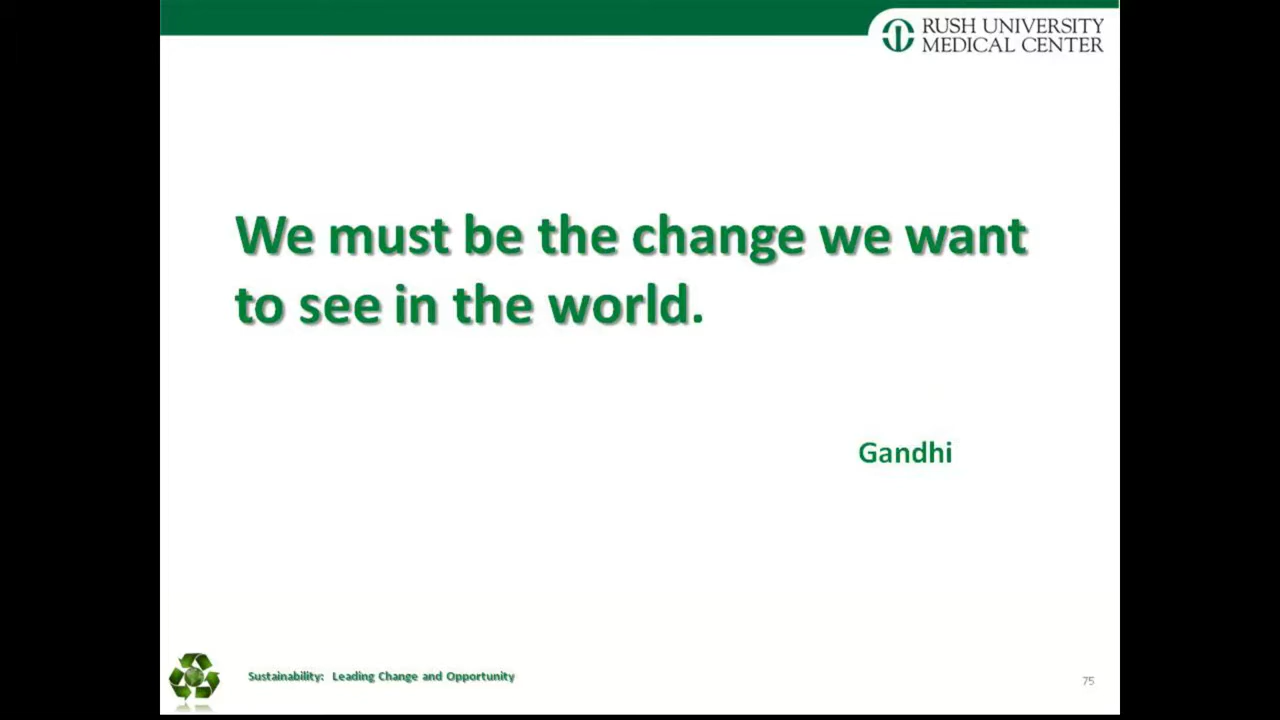 RUSH UNIVERSITY
MEDICAL CENTER
We must be the change we want
to see in the world.
Gandhi
Sustainability: Leading Change and Opportunity
75